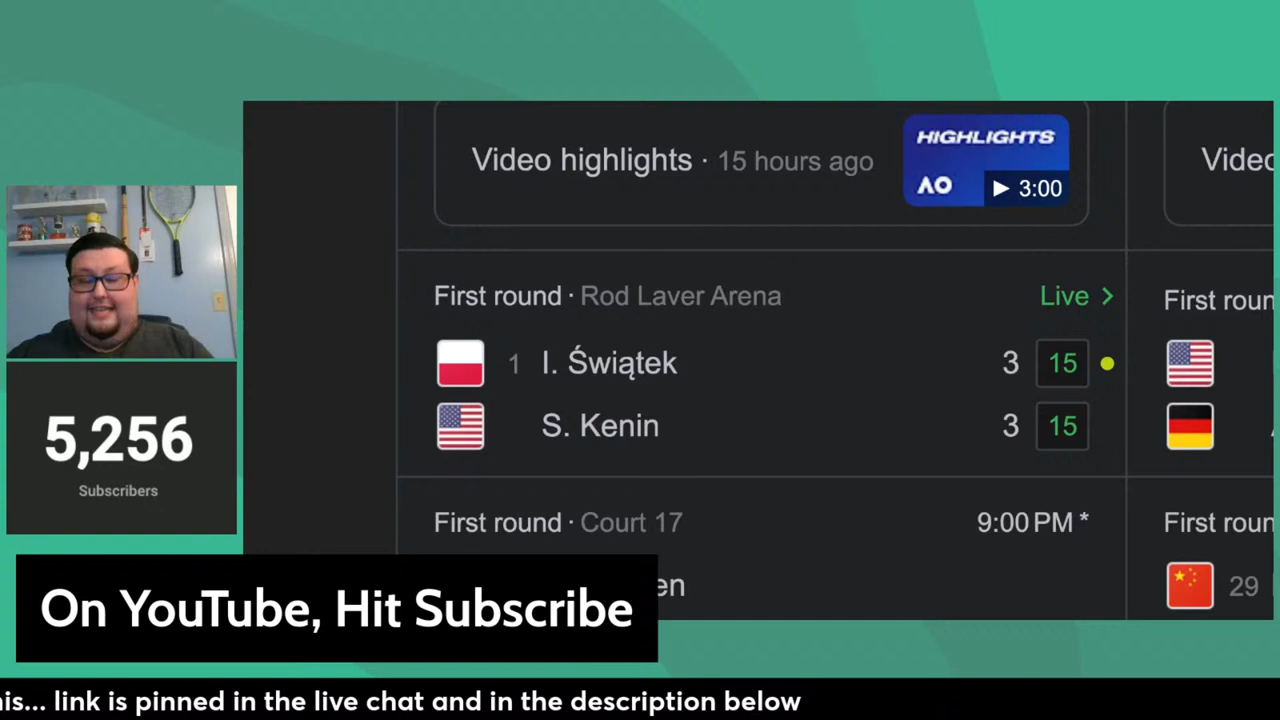 Video highlights · 15 hours ago
HIGHLIGHTS
AO
3:00
Video
First round · Rod Laver Arena
Live
1 I. Świątek 3 15
S. Kenin 3 15
First roun
First round · Court 17
9:00 PM *
en
First roun
29
5,256
Subscribers
On YouTube, Hit Subscribe
his... link is pinned in the live chat and in the description below